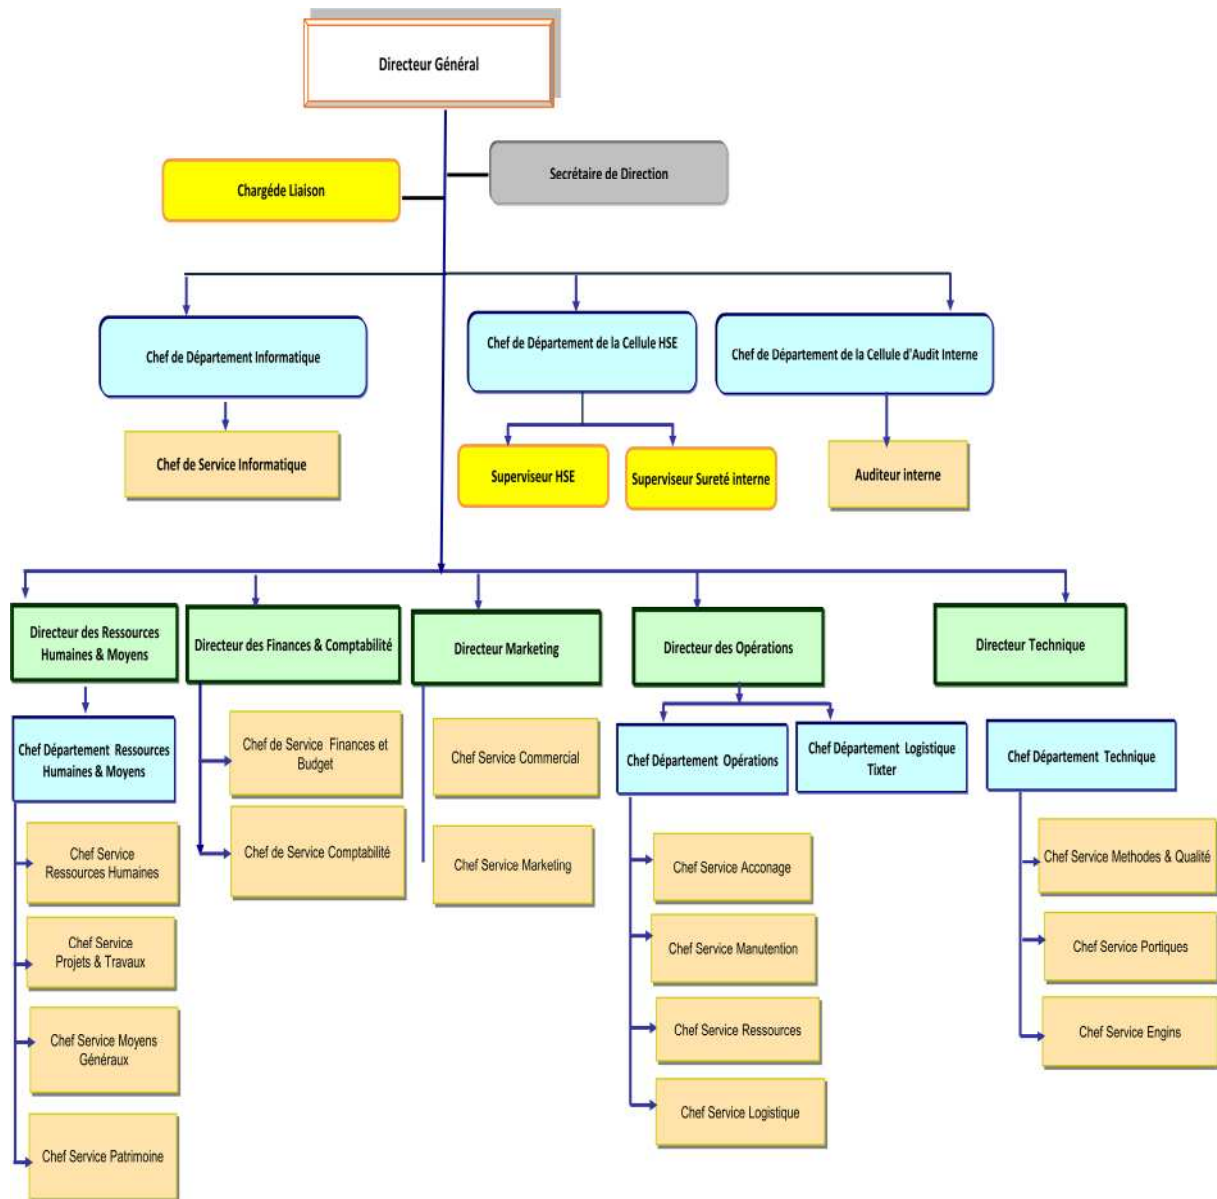 Directeur Général
Secrétaire de Direction
Chargéde Liaison
Chef de Département Informatique
Chef de Département de la Cellule HSE
Chef de Département de la Cellule d'Audit Interne
Chef de Service Informatique
Superviseur HSE
Superviseur Sureté interne
Auditeur interne
Directeur des Ressources
Humaines & Moyens
Directeur des Finances & Comptabilité
Directeur Marketing
Directeur des Opérations
Directeur Technique
Chef Département Ressources
Humaines & Moyens
Chef Service
Ressources Humaines
Chef Service
Projets & Travaux
Chef Service Moyens
Généraux
Chef Service Patrimoine
Chef de Service Finances et
Budget
Chef de Service Comptabilité
Chef Service Commercial
Chef Service Marketing
Chef Département Opérations
Chef Département Logistique
Tixter
Chef Service Acconage
Chef Service Manutention
Chef Service Ressources
Chef Service Logistique
Chef Département Technique
Chef Service Methodes & Qualité
Chef Service Portiques
Chef Service Engins